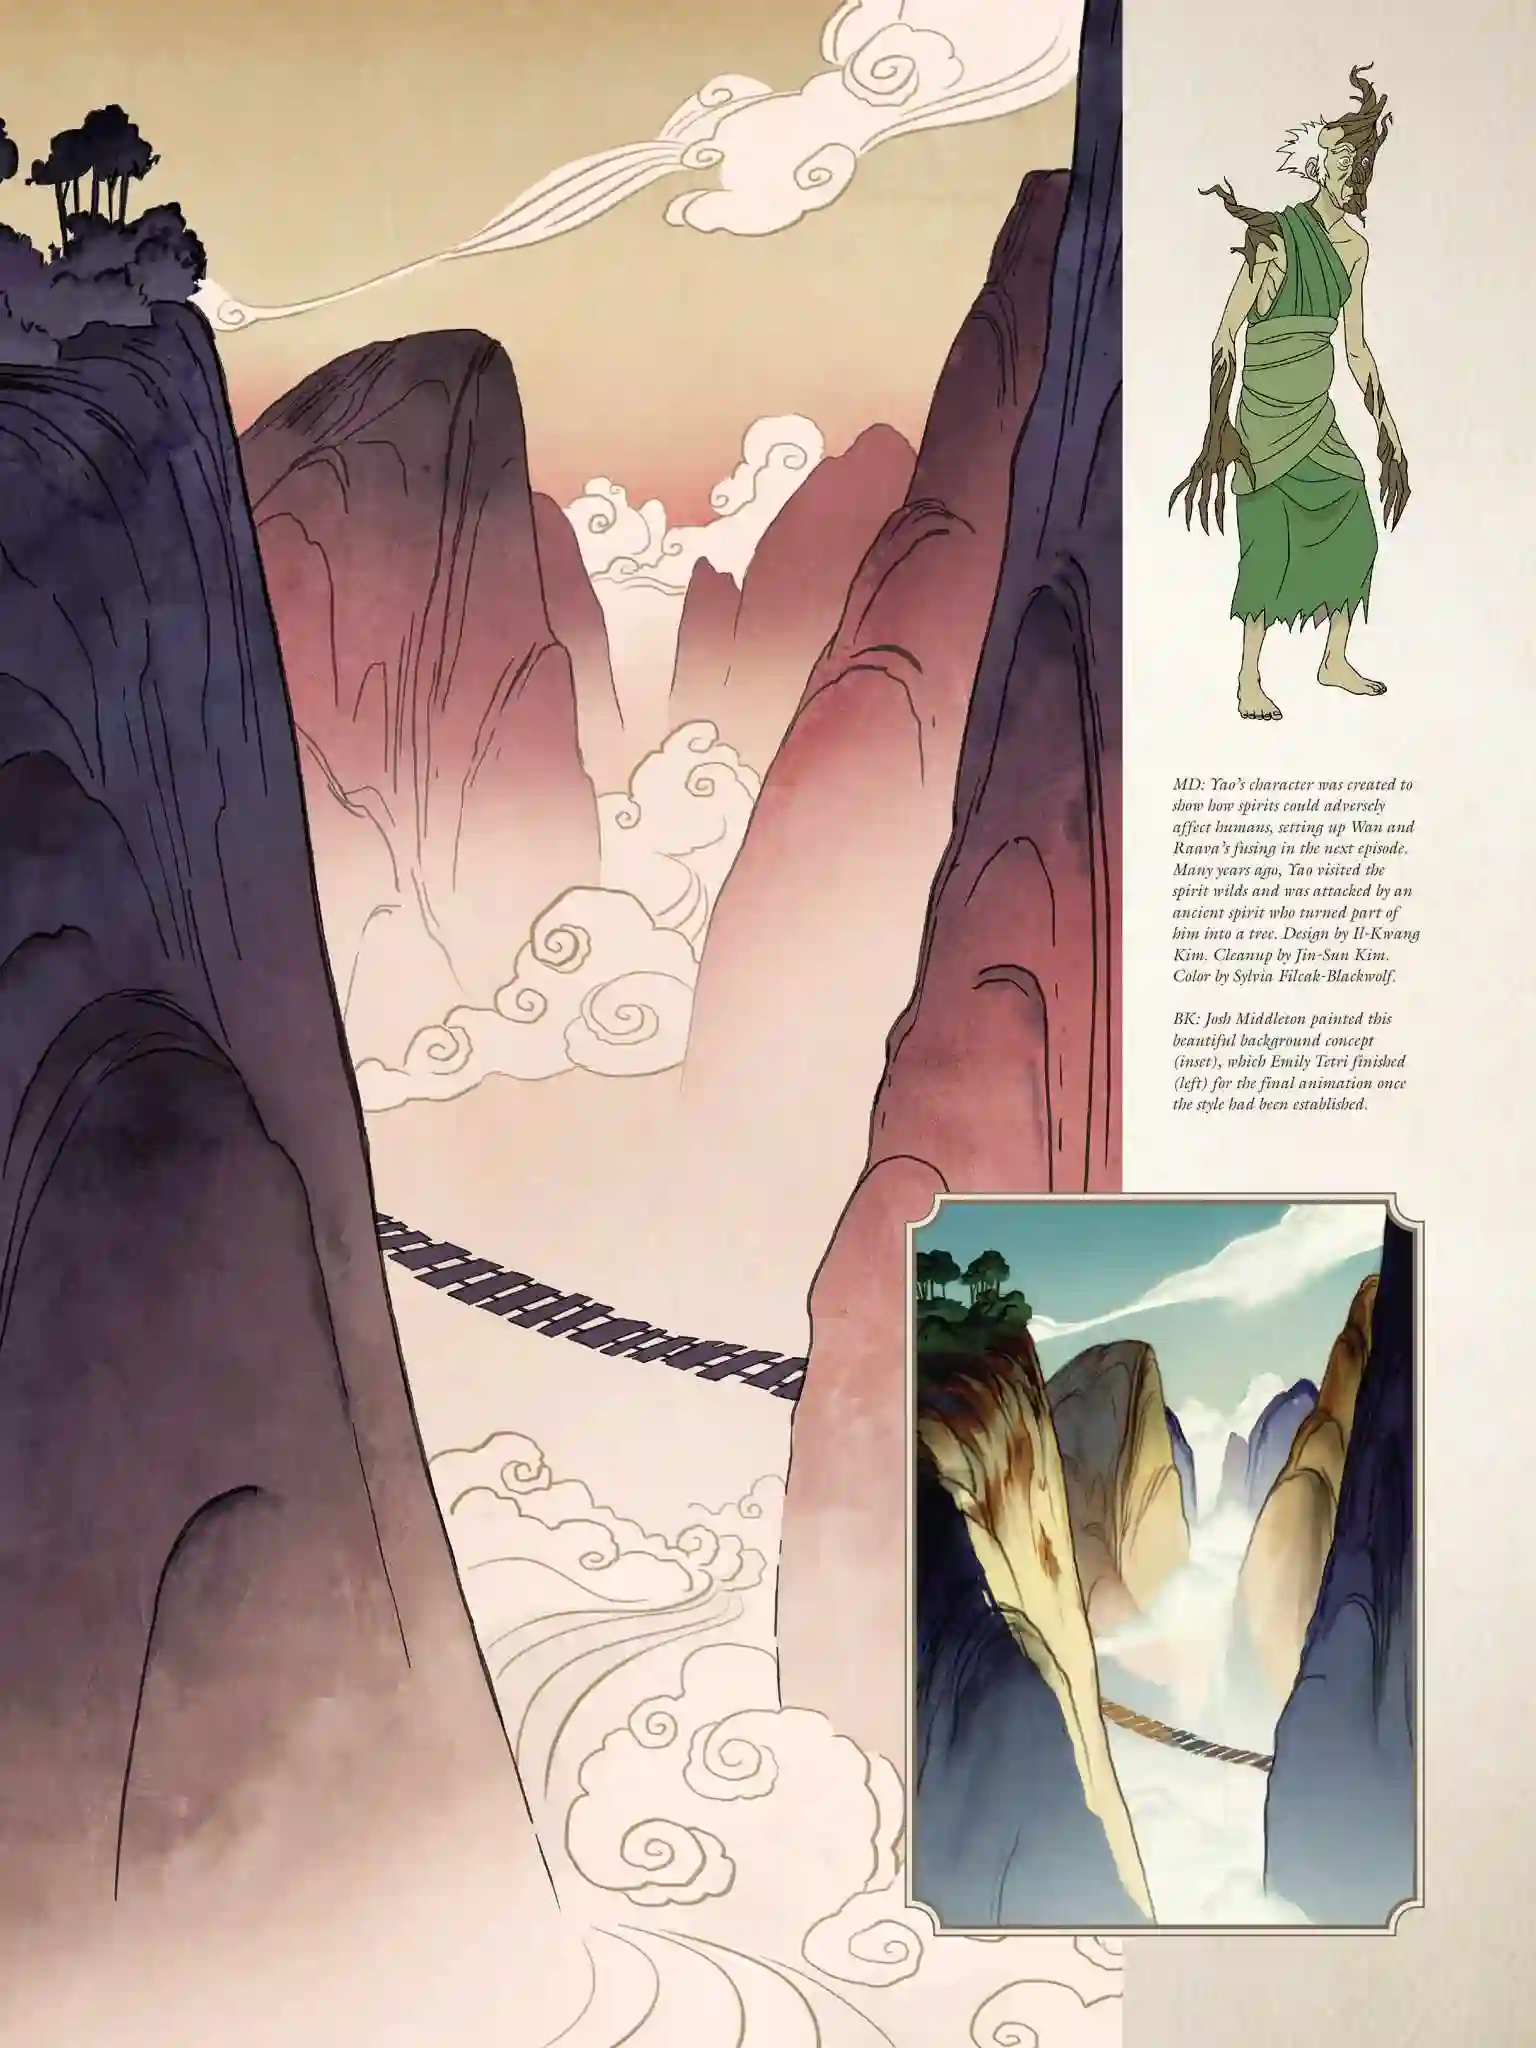 MD: Yao's character was created to
show how spirits could adversely
affect humans, setting up Wan and
Raava's fusing in the next episode.
Many years ago, Yao visited the
spirit wilds and was attacked by an
ancient spirit who turned part of
him into a tree. Design by Il-Kwang
Kim. Cleanup by Jin-Sun Kim.
Color by Sylvia Filcak-Blackwolf.
BK: Josh Middleton painted this
beautiful background concept
(inset), which Emily Tetri finished
(left) for the final animation once
the style had been established.